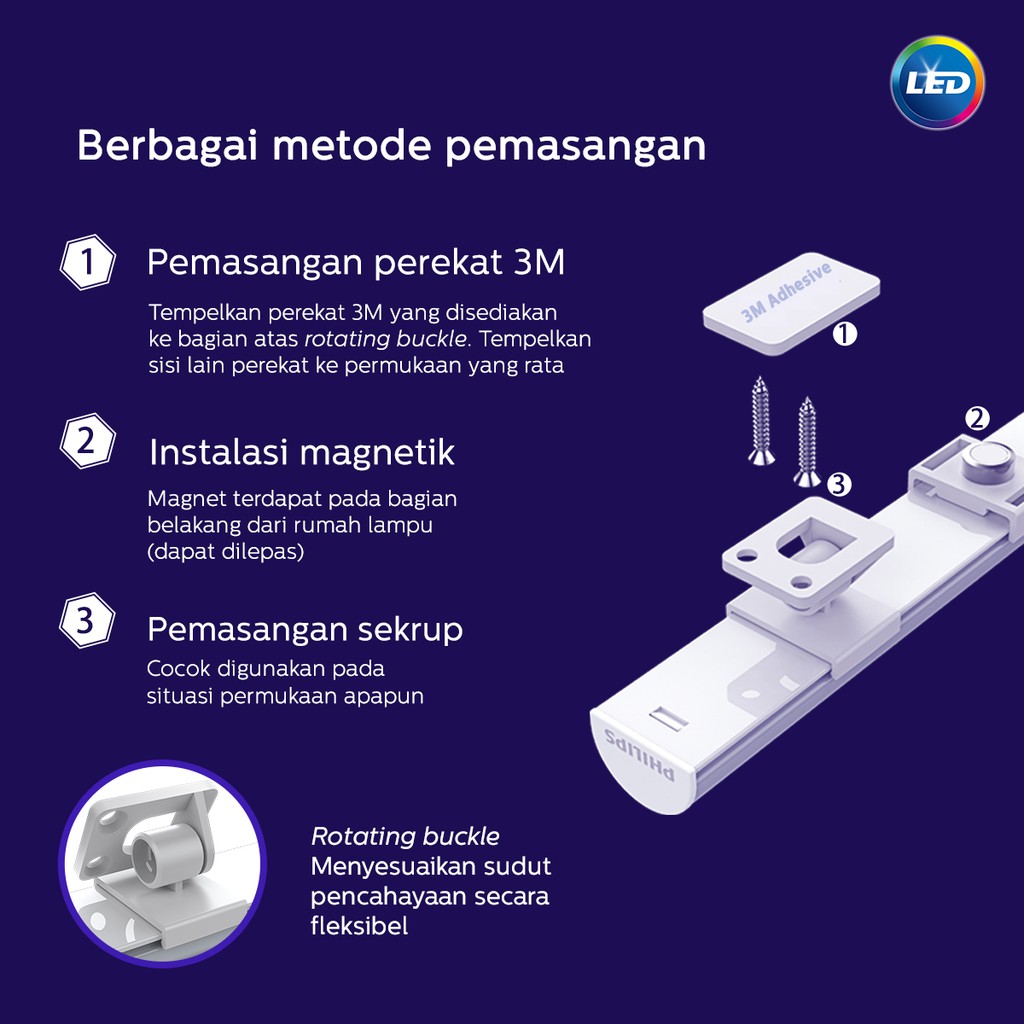 LED
Berbagai metode pemasangan
1
Pemasangan perekat 3M
Tempelkan perekat 3M yang disediakan
ke bagian atas rotating buckle. Tempelkan
sisi lain perekat ke permukaan yang rata
3M Adhesive
1
2
Instalasi magnetik
Magnet terdapat pada bagian
belakang dari rumah lampu
(dapat dilepas)
2
3
3
Pemasangan sekrup
Cocok digunakan pada
situasi permukaan apapun
PHILIPS
Rotating buckle
Menyesuaikan sudut
pencahayaan secara
fleksibel